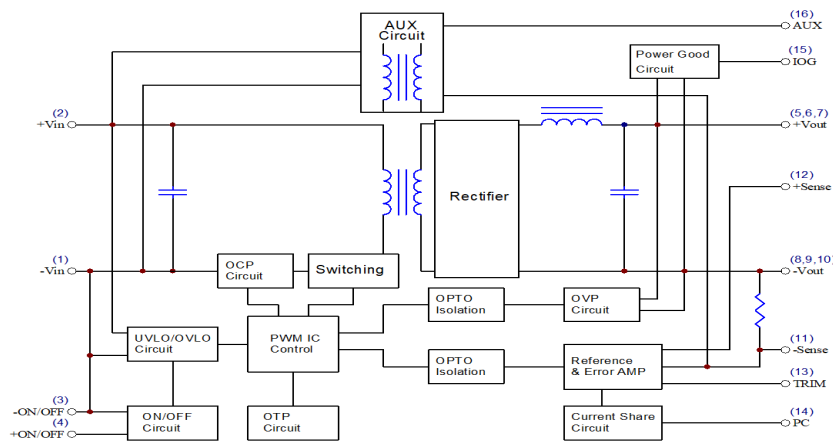 AUX
Circuit
(16)
AUX
Power Good
Circuit
(15)
IOG
(2)
+Vin
(5,6,7)
+Vout
Rectifier
(12)
+Sense
(1)
-Vin
OCP
Circuit
Switching
(8,9,10)
-Vout
OPTO
Isolation
OVP
Circuit
UVLO/OVLO
Circuit
PWM IC
Control
(11)
-Sense
OPTO
Isolation
Reference
& Error AMP
(13)
TRIM
(3)
-ON/OFF
(4)
+ON/OFF
ON/OFF
Circuit
OTP
Circuit
Current Share
Circuit
(14)
PC